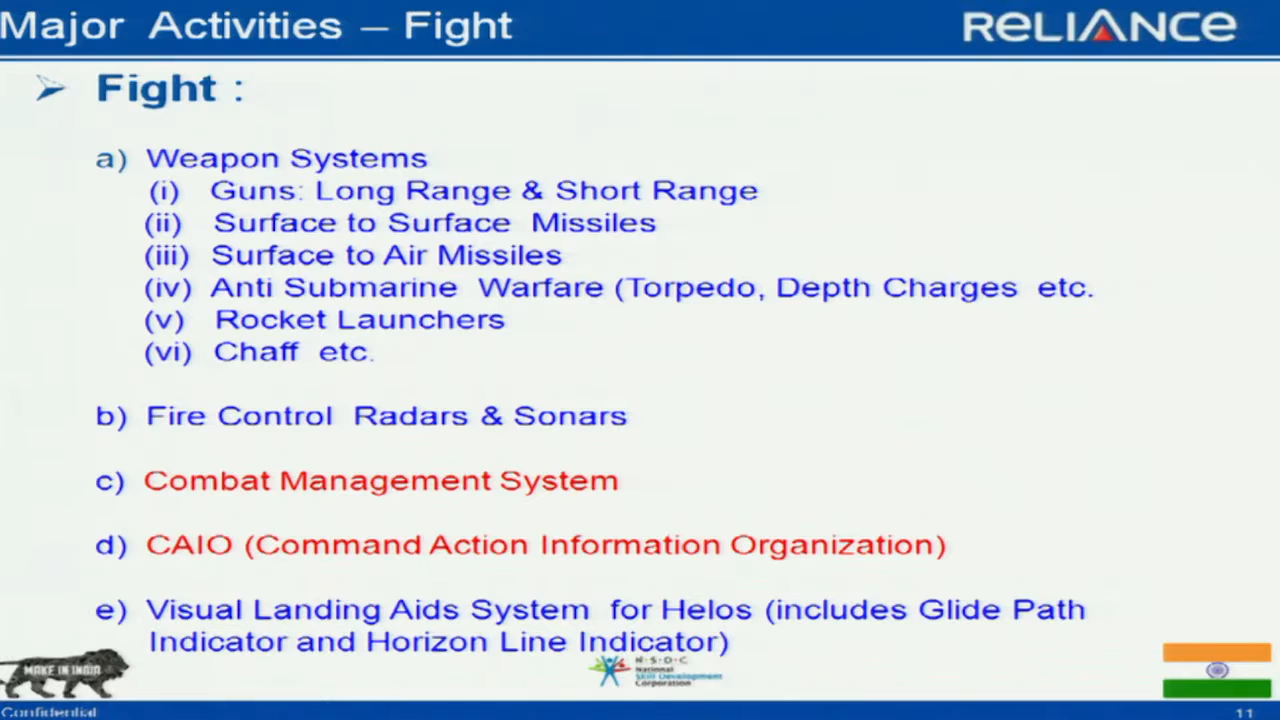 Major Activities – Fight
RELIANCE
➢ Fight :
a) Weapon Systems
(i) Guns: Long Range & Short Range
(ii) Surface to Surface Missiles
(iii) Surface to Air Missiles
(iv) Anti Submarine Warfare (Torpedo, Depth Charges etc.
(v) Rocket Launchers
(vi) Chaff etc.
b) Fire Control Radars & Sonars
c) Combat Management System
d) CAIO (Command Action Information Organization)
e) Visual Landing Aids System for Helos (includes Glide Path
Indicator and Horizon Line Indicator)
MAKE IN INDIA
N·S·D·C
National
Skill Development
Corporation
Confidential
11